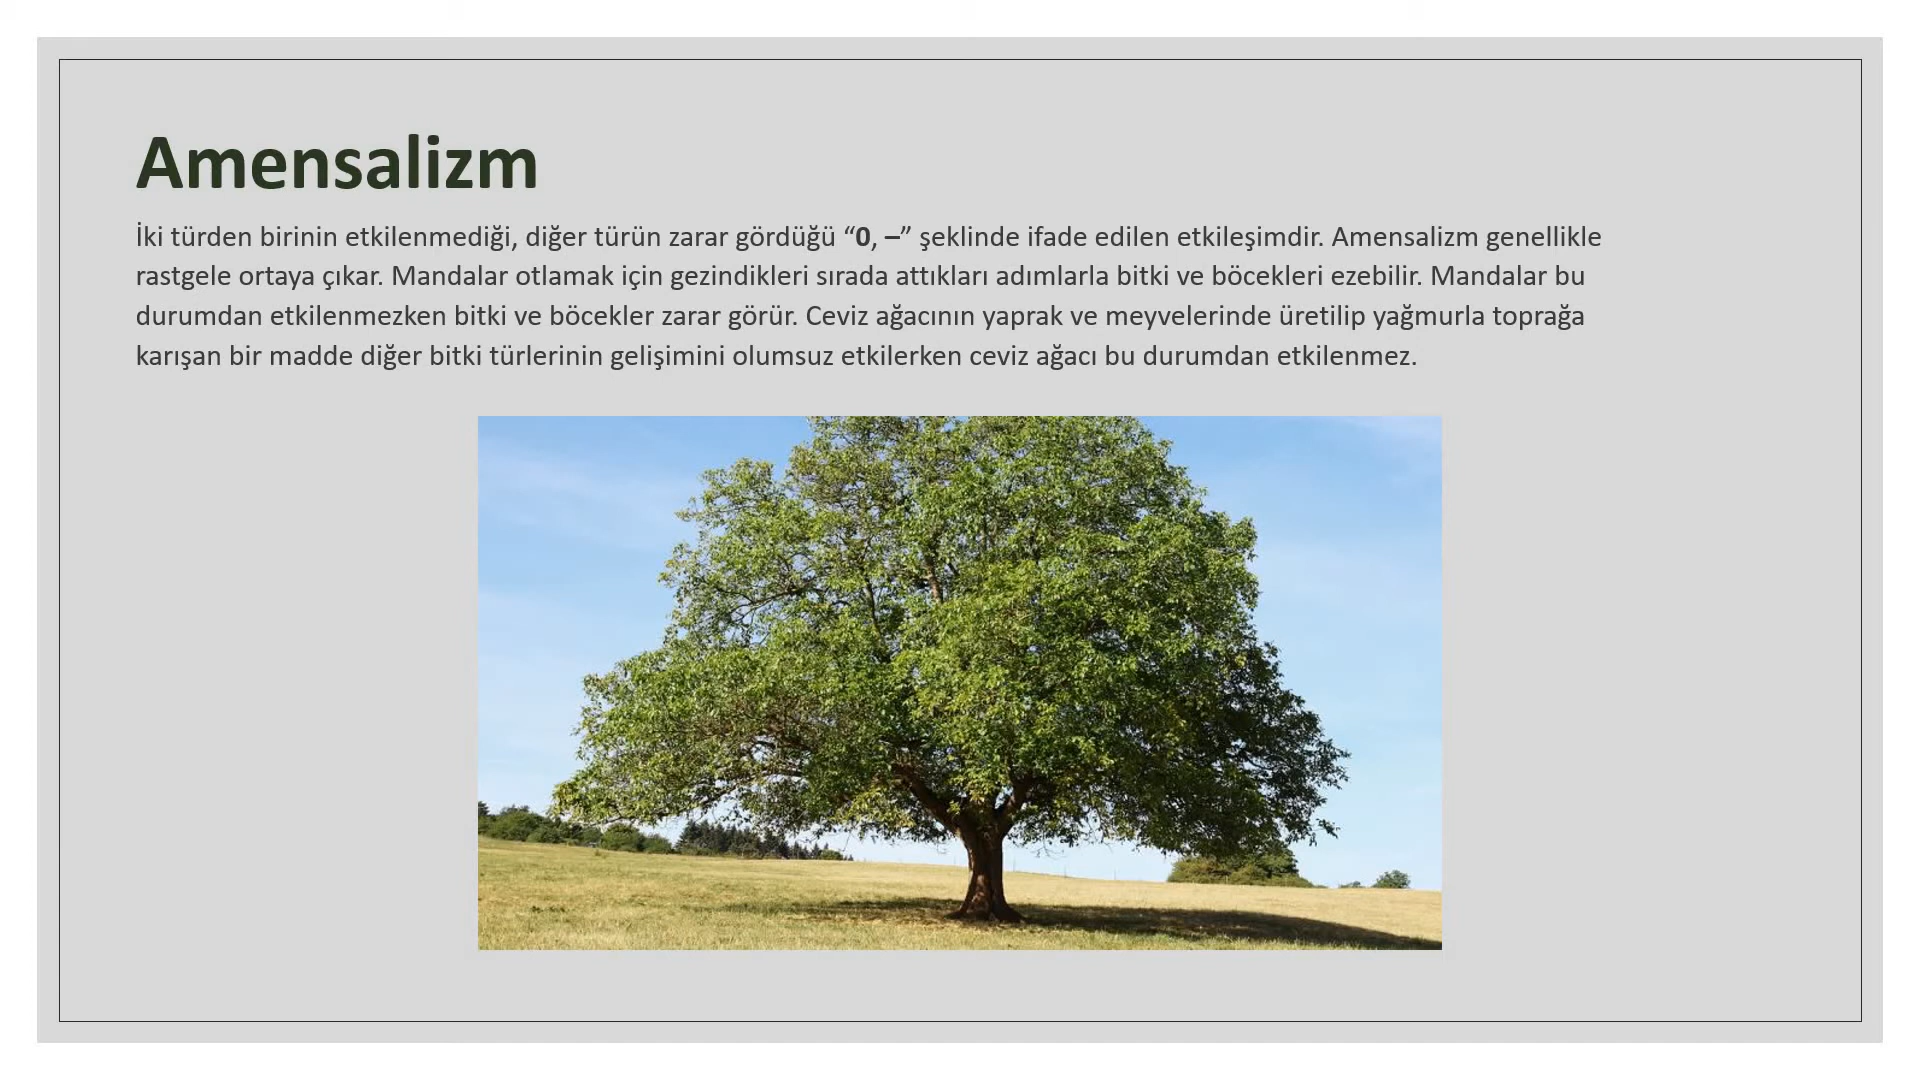 Amensalizm
İki türden birinin etkilenmediği, diğer türün zarar gördüğü “0, –” şeklinde ifade edilen etkileşimdir. Amensalizm genellikle
rastgele ortaya çıkar. Mandalar otlamak için gezindikleri sırada attıkları adımlarla bitki ve böcekleri ezebilir. Mandalar bu
durumdan etkilenmezken bitki ve böcekler zarar görür. Ceviz ağacının yaprak ve meyvelerinde üretilip yağmurla toprağa
karışan bir madde diğer bitki türlerinin gelişimini olumsuz etkilerken ceviz ağacı bu durumdan etkilenmez.